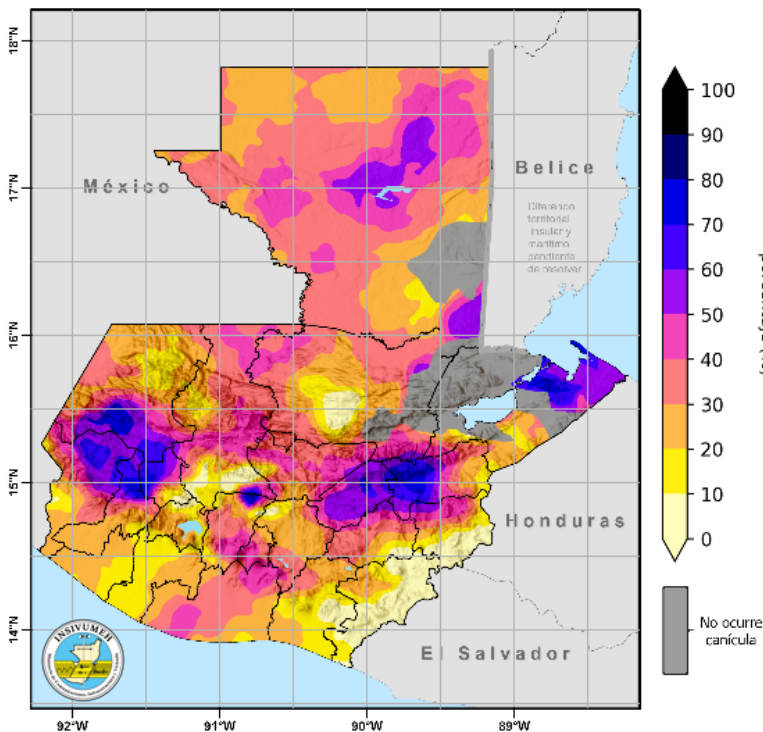 18°N
17°N
16°N
15°N
14°N
92°W
91°W
90°W
89°W
México
Belice
Diferendo
territorial
insular y
marítimo
pendiente
de resolver
Honduras
El Salvador
INSIVUMEH
100
90
80
70
60
50
40
30
20
10
0
No ocurre
canícula